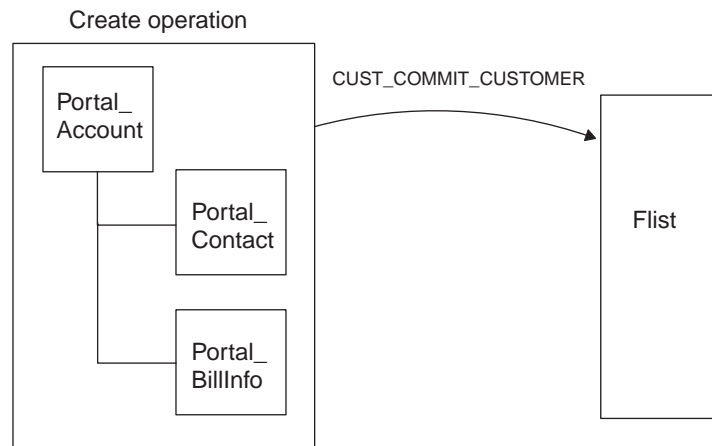 Create operation
CUST_COMMIT_CUSTOMER
Portal_
Account
Portal_
Contact
Flist
Portal_
BillInfo